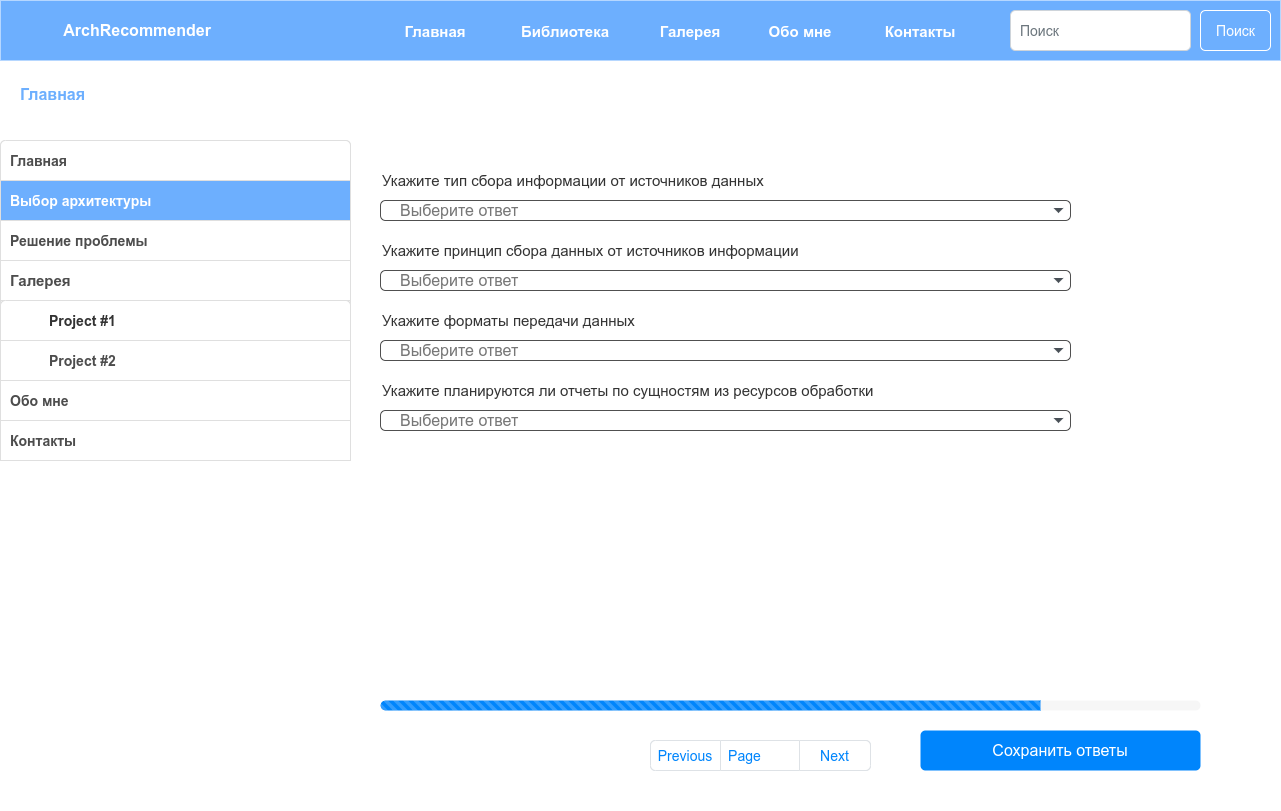 ArchRecommender Главная Библиотека Галерея Обо мне Контакты Поиск Поиск
Главная
Главная
Выбор архитектуры
Решение проблемы
Галерея
Project #1
Project #2
Обо мне
Контакты
Укажите тип сбора информации от источников данных
Выберите ответ
Укажите принцип сбора данных от источников информации
Выберите ответ
Укажите форматы передачи данных
Выберите ответ
Укажите планируются ли отчеты по сущностям из ресурсов обработки
Выберите ответ
Previous Page Next
Сохранить ответы